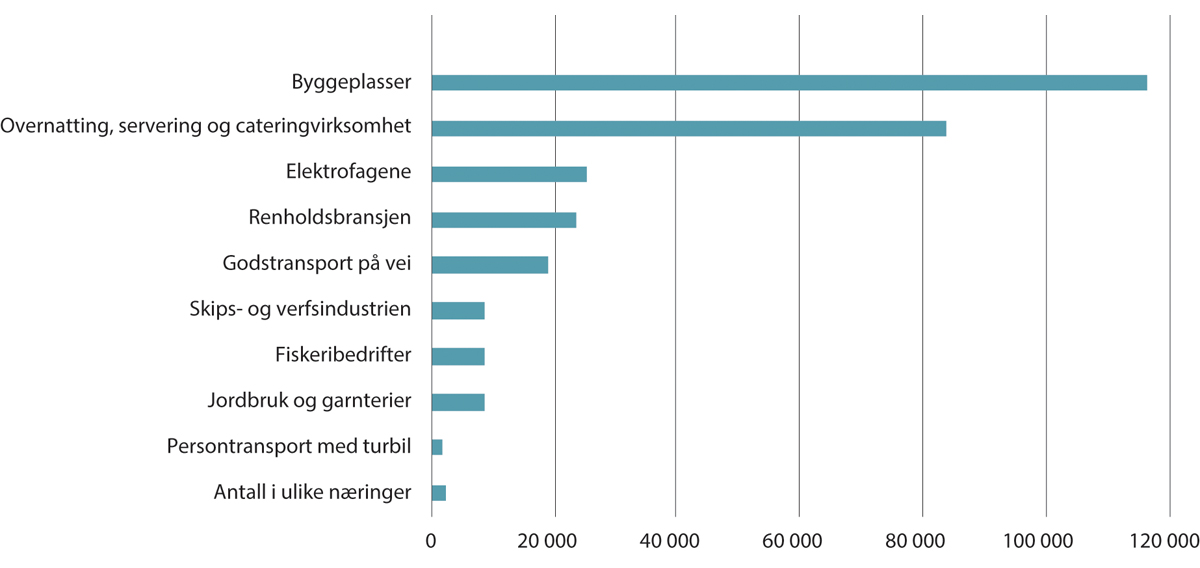 Byggeplasser
Overnatting, servering og cateringvirksomhet
Elektrofagene
Renholdsbransjen
Godstransport på vei
Skips- og verfsindustrien
Fiskeribedrifter
Jordbruk og garnterier
Persontransport med turbil
Antall i ulike næringer
0 20 000 40 000 60 000 80 000 100 000 120 000